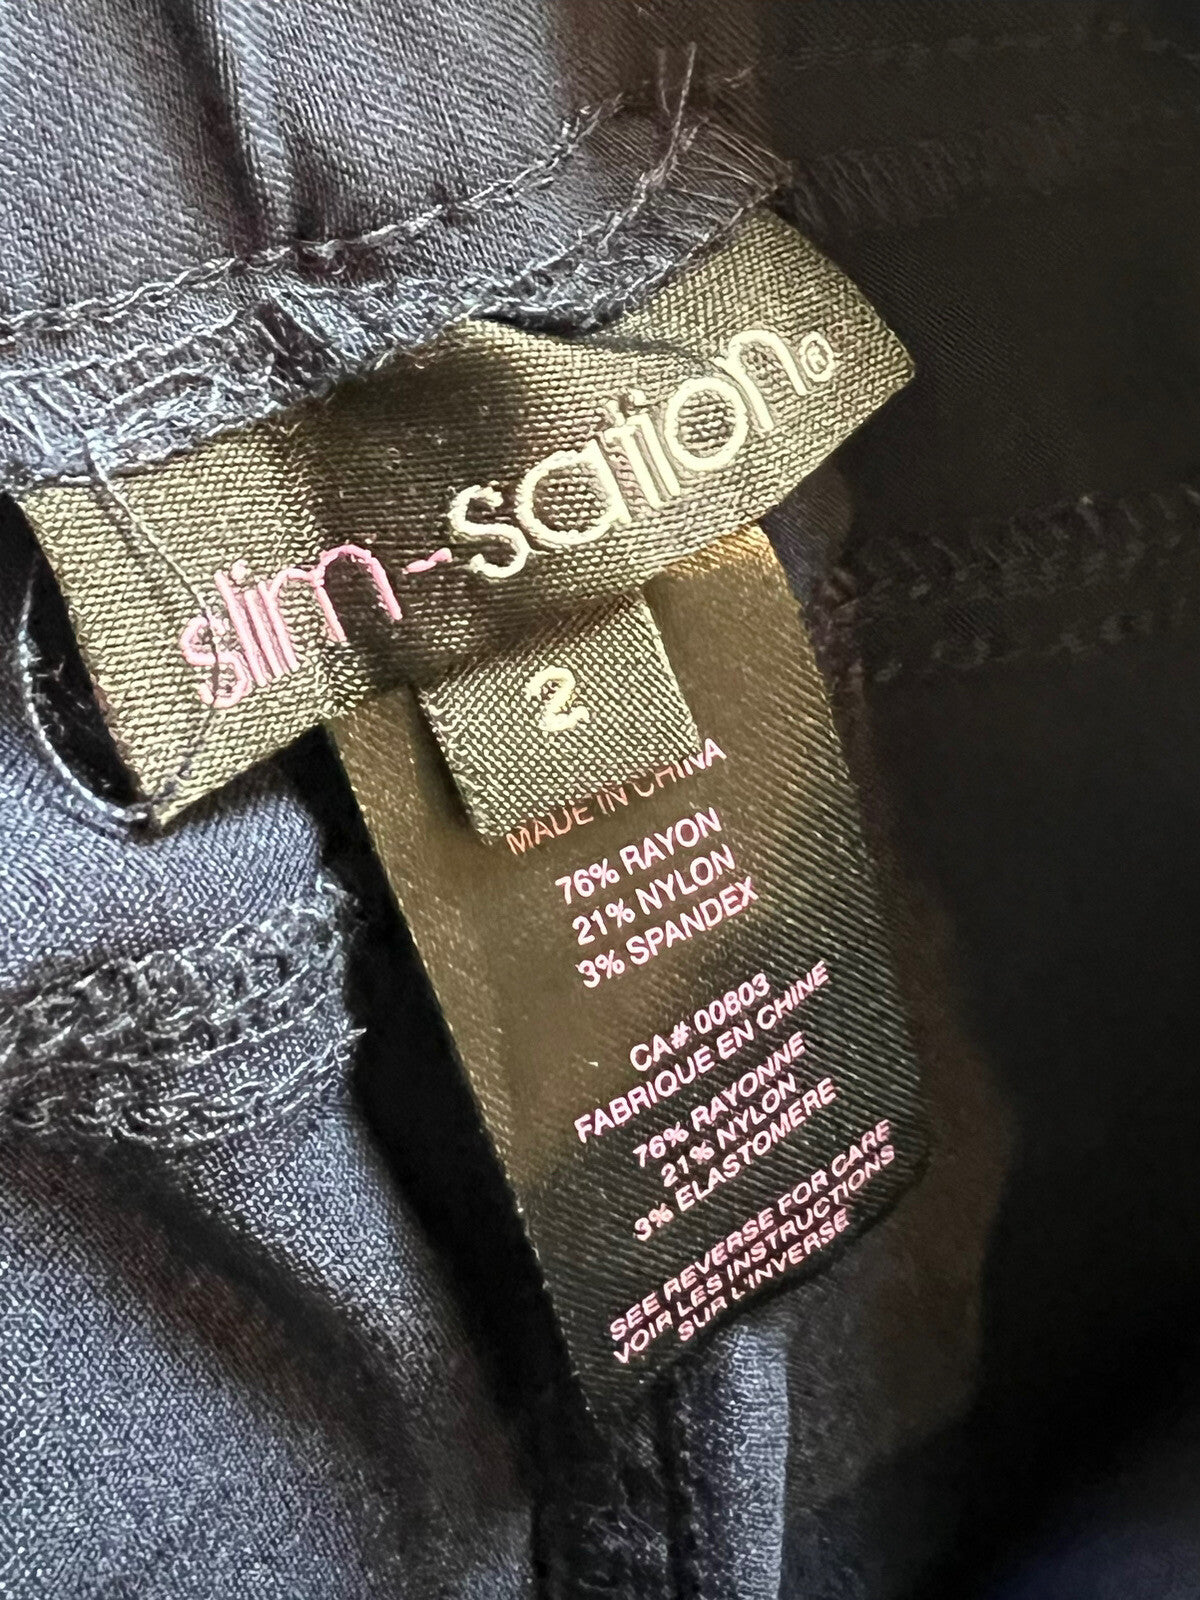 slim-sation®
2
MADE IN CHINA
76% RAYON
21% NYLON
3% SPANDEX
CA# 00803
FABRIQUE EN CHINE
76% RAYONNE
21% NYLON
3% ELASTOMERE
SEE REVERSE FOR CARE
VOIR LES INSTRUCTIONS
SUR L'INVERSE